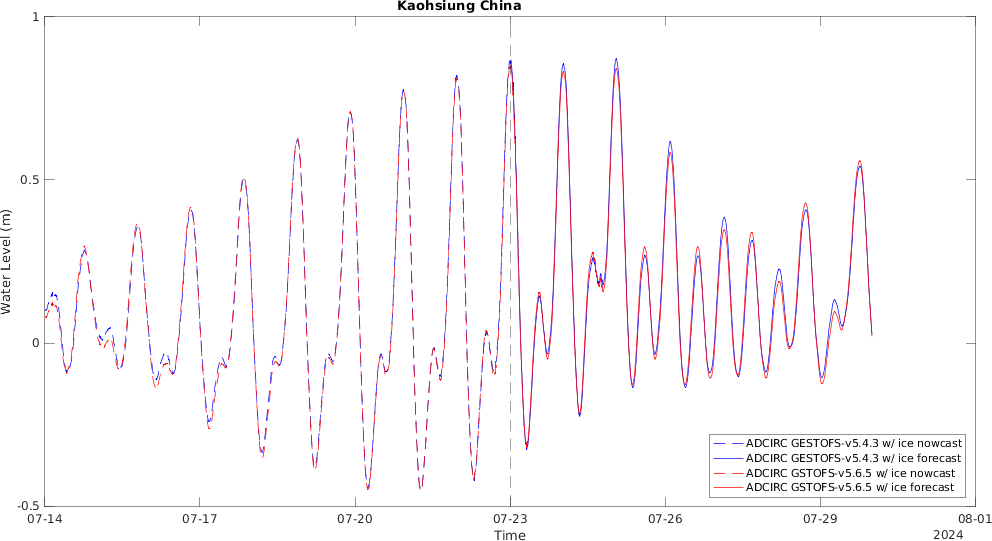 Kaohsiung China
1
0.5
0
-0.5
Water Level (m)
07-14
07-17
07-20
07-23
07-26
07-29
08-01
Time
2024
ADCIRC GESTOFS-v5.4.3 w/ ice nowcast
ADCIRC GESTOFS-v5.4.3 w/ ice forecast
ADCIRC GSTOFS-v5.6.5 w/ ice nowcast
ADCIRC GSTOFS-v5.6.5 w/ ice forecast